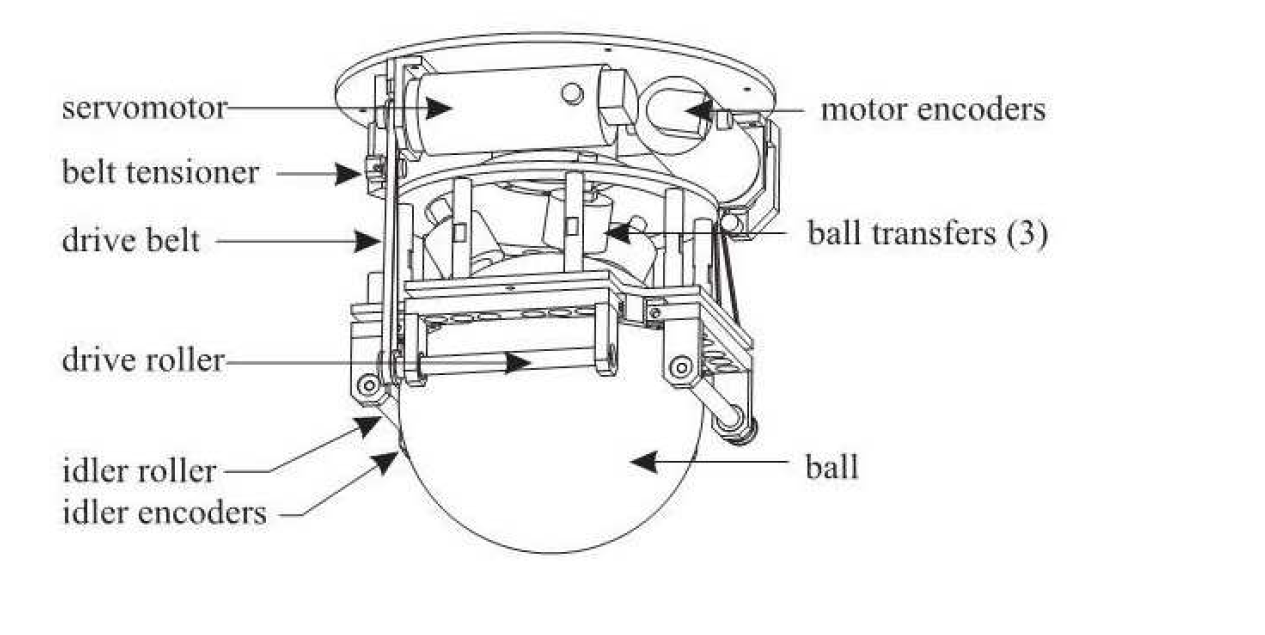 servomotor
belt tensioner
drive belt
drive roller
idler roller
idler encoders
motor encoders
ball transfers (3)
ball